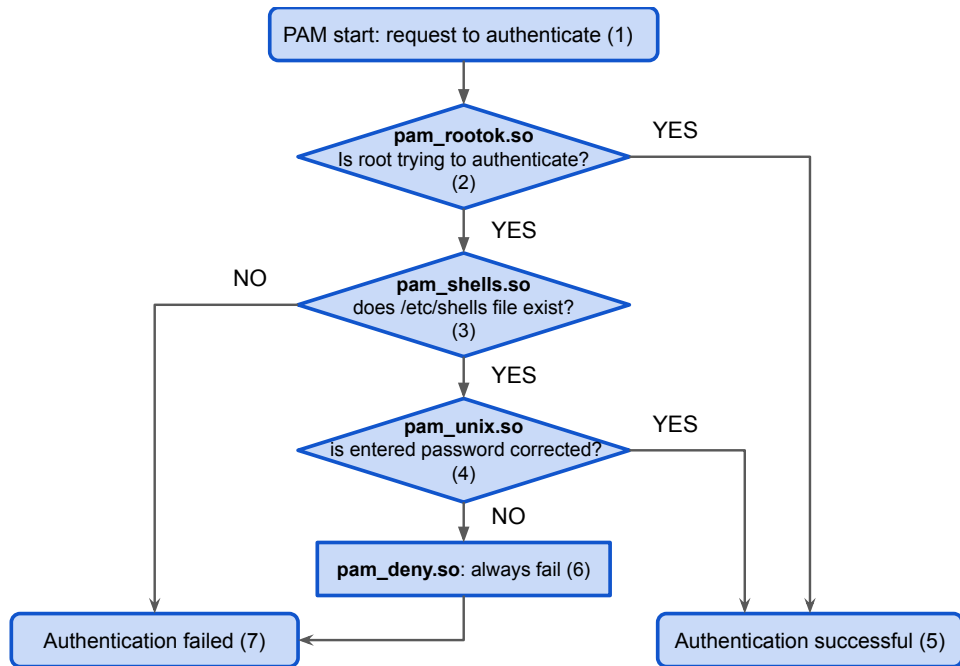 PAM start: request to authenticate (1)
pam_rootok.so
Is root trying to authenticate?
(2)
YES
YES
NO
pam_shells.so
does /etc/shells file exist?
(3)
YES
pam_unix.so
is entered password corrected?
(4)
YES
NO
pam_deny.so: always fail (6)
Authentication failed (7)
Authentication successful (5)